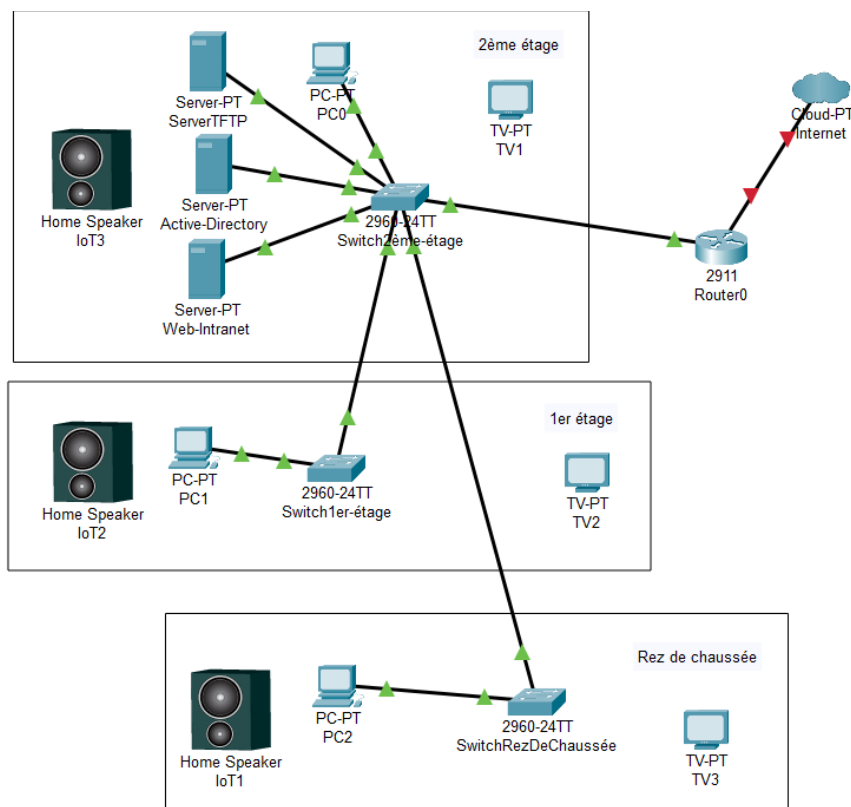 2ème étage
Server-PT
ServerTFTP
PC-PT
PC0
TV-PT
TV1
Cloud-PT
Internet
Home Speaker
IoT3
Server-PT
Active-Directory
2960-24TT
Switch2ème-étage
2911
Router0
Server-PT
Web-Intranet
1er étage
PC-PT
PC1
2960-24TT
Switch1er-étage
TV-PT
TV2
Home Speaker
IoT2
Rez de chaussée
PC-PT
PC2
2960-24TT
SwitchRezDeChaussée
Home Speaker
IoT1
TV-PT
TV3